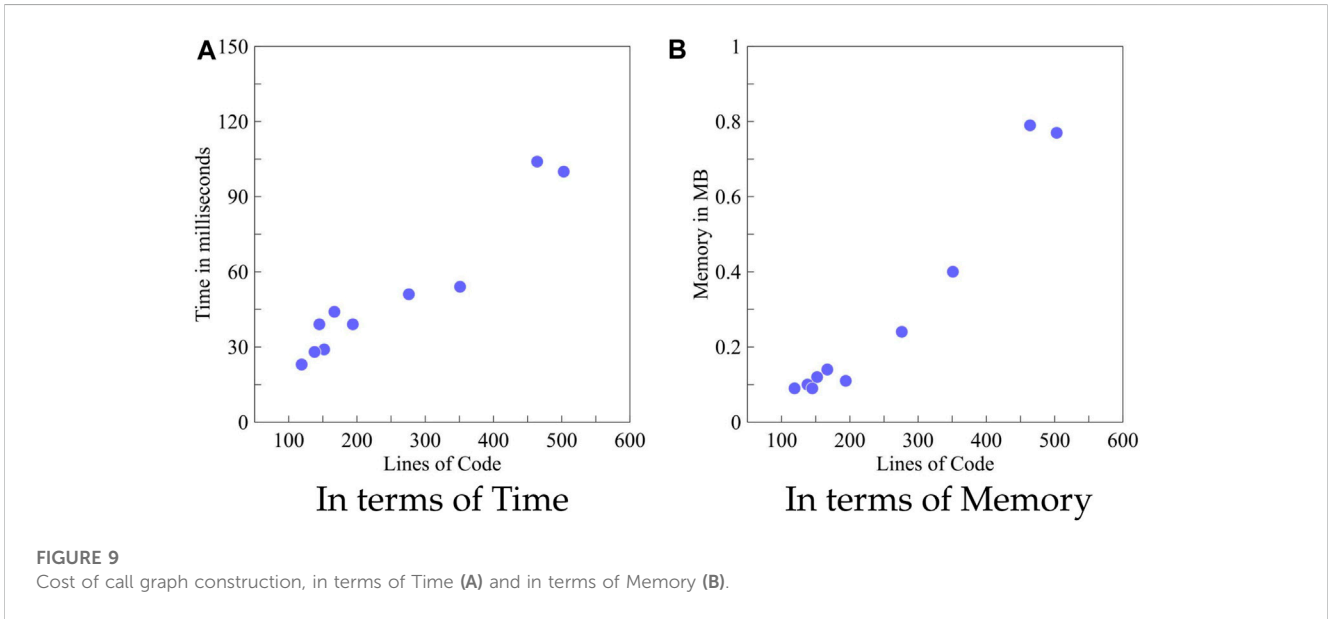 A
150
120
90
60
30
0
Time in milliseconds
100 200 300 400 500 600
Lines of Code
In terms of Time
B
1
0.8
0.6
0.4
0.2
0
Memory in MB
100 200 300 400 500 600
Lines of Code
In terms of Memory
FIGURE 9
Cost of call graph construction, in terms of Time (A) and in terms of Memory (B).